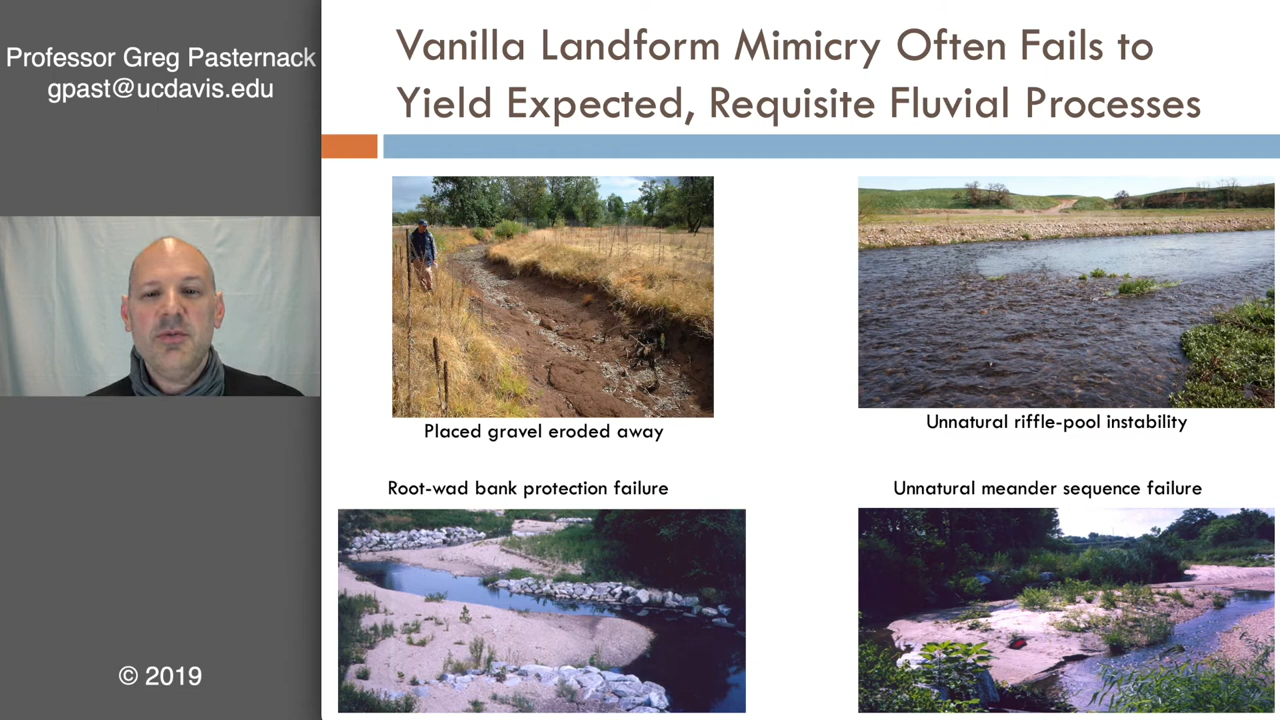 Professor Greg Pasternack
gpast@ucdavis.edu
Vanilla Landform Mimicry Often Fails to
Yield Expected, Requisite Fluvial Processes
Placed gravel eroded away
Unnatural riffle-pool instability
Root-wad bank protection failure
Unnatural meander sequence failure
© 2019